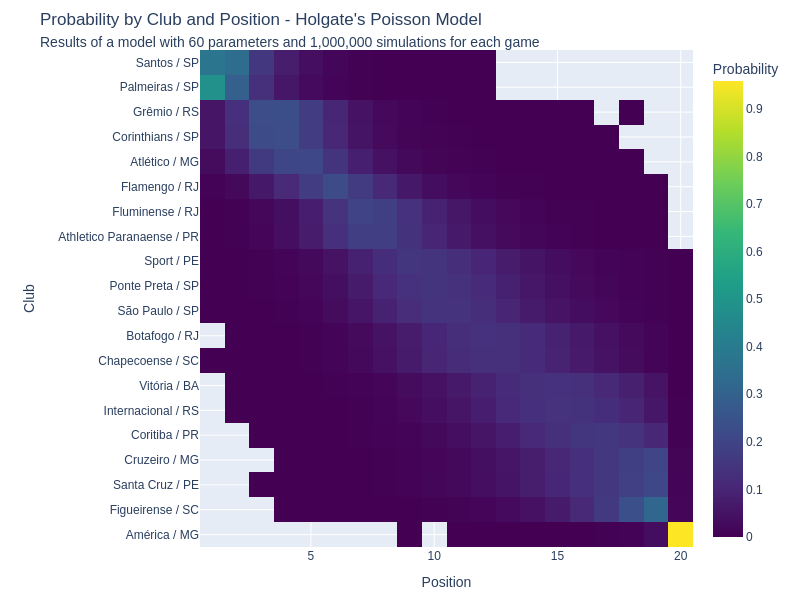 Probability by Club and Position - Holgate's Poisson Model
Results of a model with 60 parameters and 1,000,000 simulations for each game
Probability
0.9
0.8
0.7
0.6
0.5
0.4
0.3
0.2
0.1
0
Club
Santos / SP
Palmeiras / SP
Grêmio / RS
Corinthians / SP
Atlético / MG
Flamengo / RJ
Fluminense / RJ
Athletico Paranaense / PR
Sport / PE
Ponte Preta / SP
São Paulo / SP
Botafogo / RJ
Chapecoense / SC
Vitória / BA
Internacional / RS
Coritiba / PR
Cruzeiro / MG
Santa Cruz / PE
Figueirense / SC
América / MG
5 10 15 20
Position